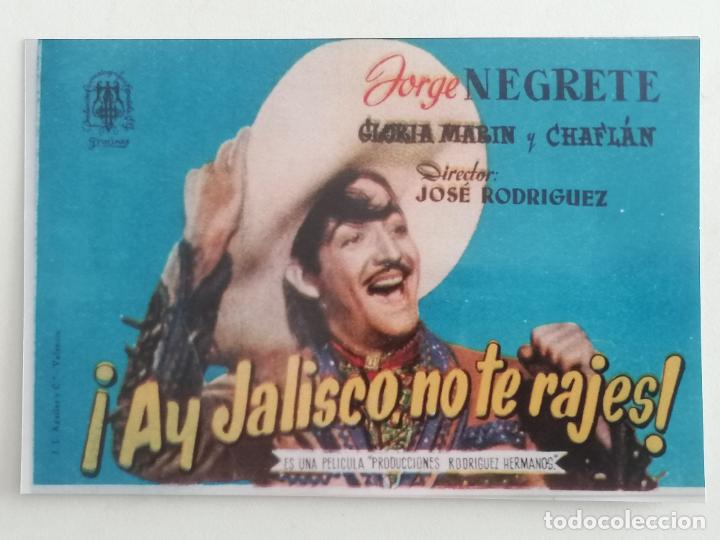 Jorge NEGRETE
GLORIA MARIN y CHAFLÁN
Director:
JOSÉ RODRIGUEZ
¡Ay Jalisco, no te rajes!
ES UNA PELICULA "PRODUCCIONES RODRIGUEZ HERMANOS".
todocoleccion